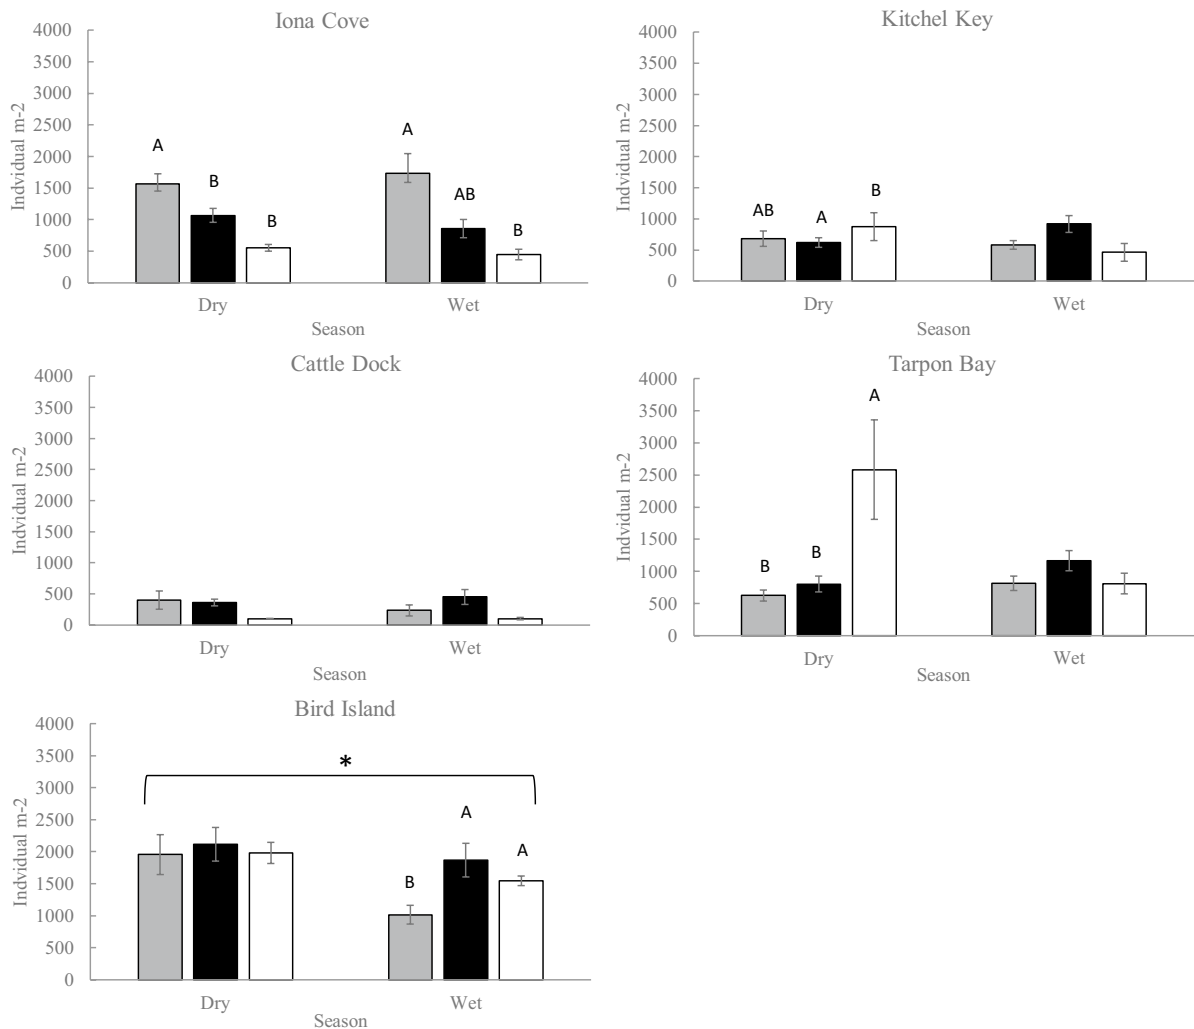 Iona Cove
4000
3500
3000
2500
2000
1500
1000
500
0
Indvidual m-2
A
B
B
A
AB
B
Dry
Wet
Season
Kitchel Key
4000
3500
3000
2500
2000
1500
1000
500
0
Indvidual m-2
AB
A
B
Dry
Wet
Season
Cattle Dock
4000
3500
3000
2500
2000
1500
1000
500
0
Indvidual m-2
Dry
Wet
Season
Tarpon Bay
4000
3500
3000
2500
2000
1500
1000
500
0
Indvidual m-2
B
B
A
Dry
Wet
Season
Bird Island
4000
3500
3000
2500
2000
1500
1000
500
0
Indvidual m-2
*
B
A
A
Dry
Wet
Season